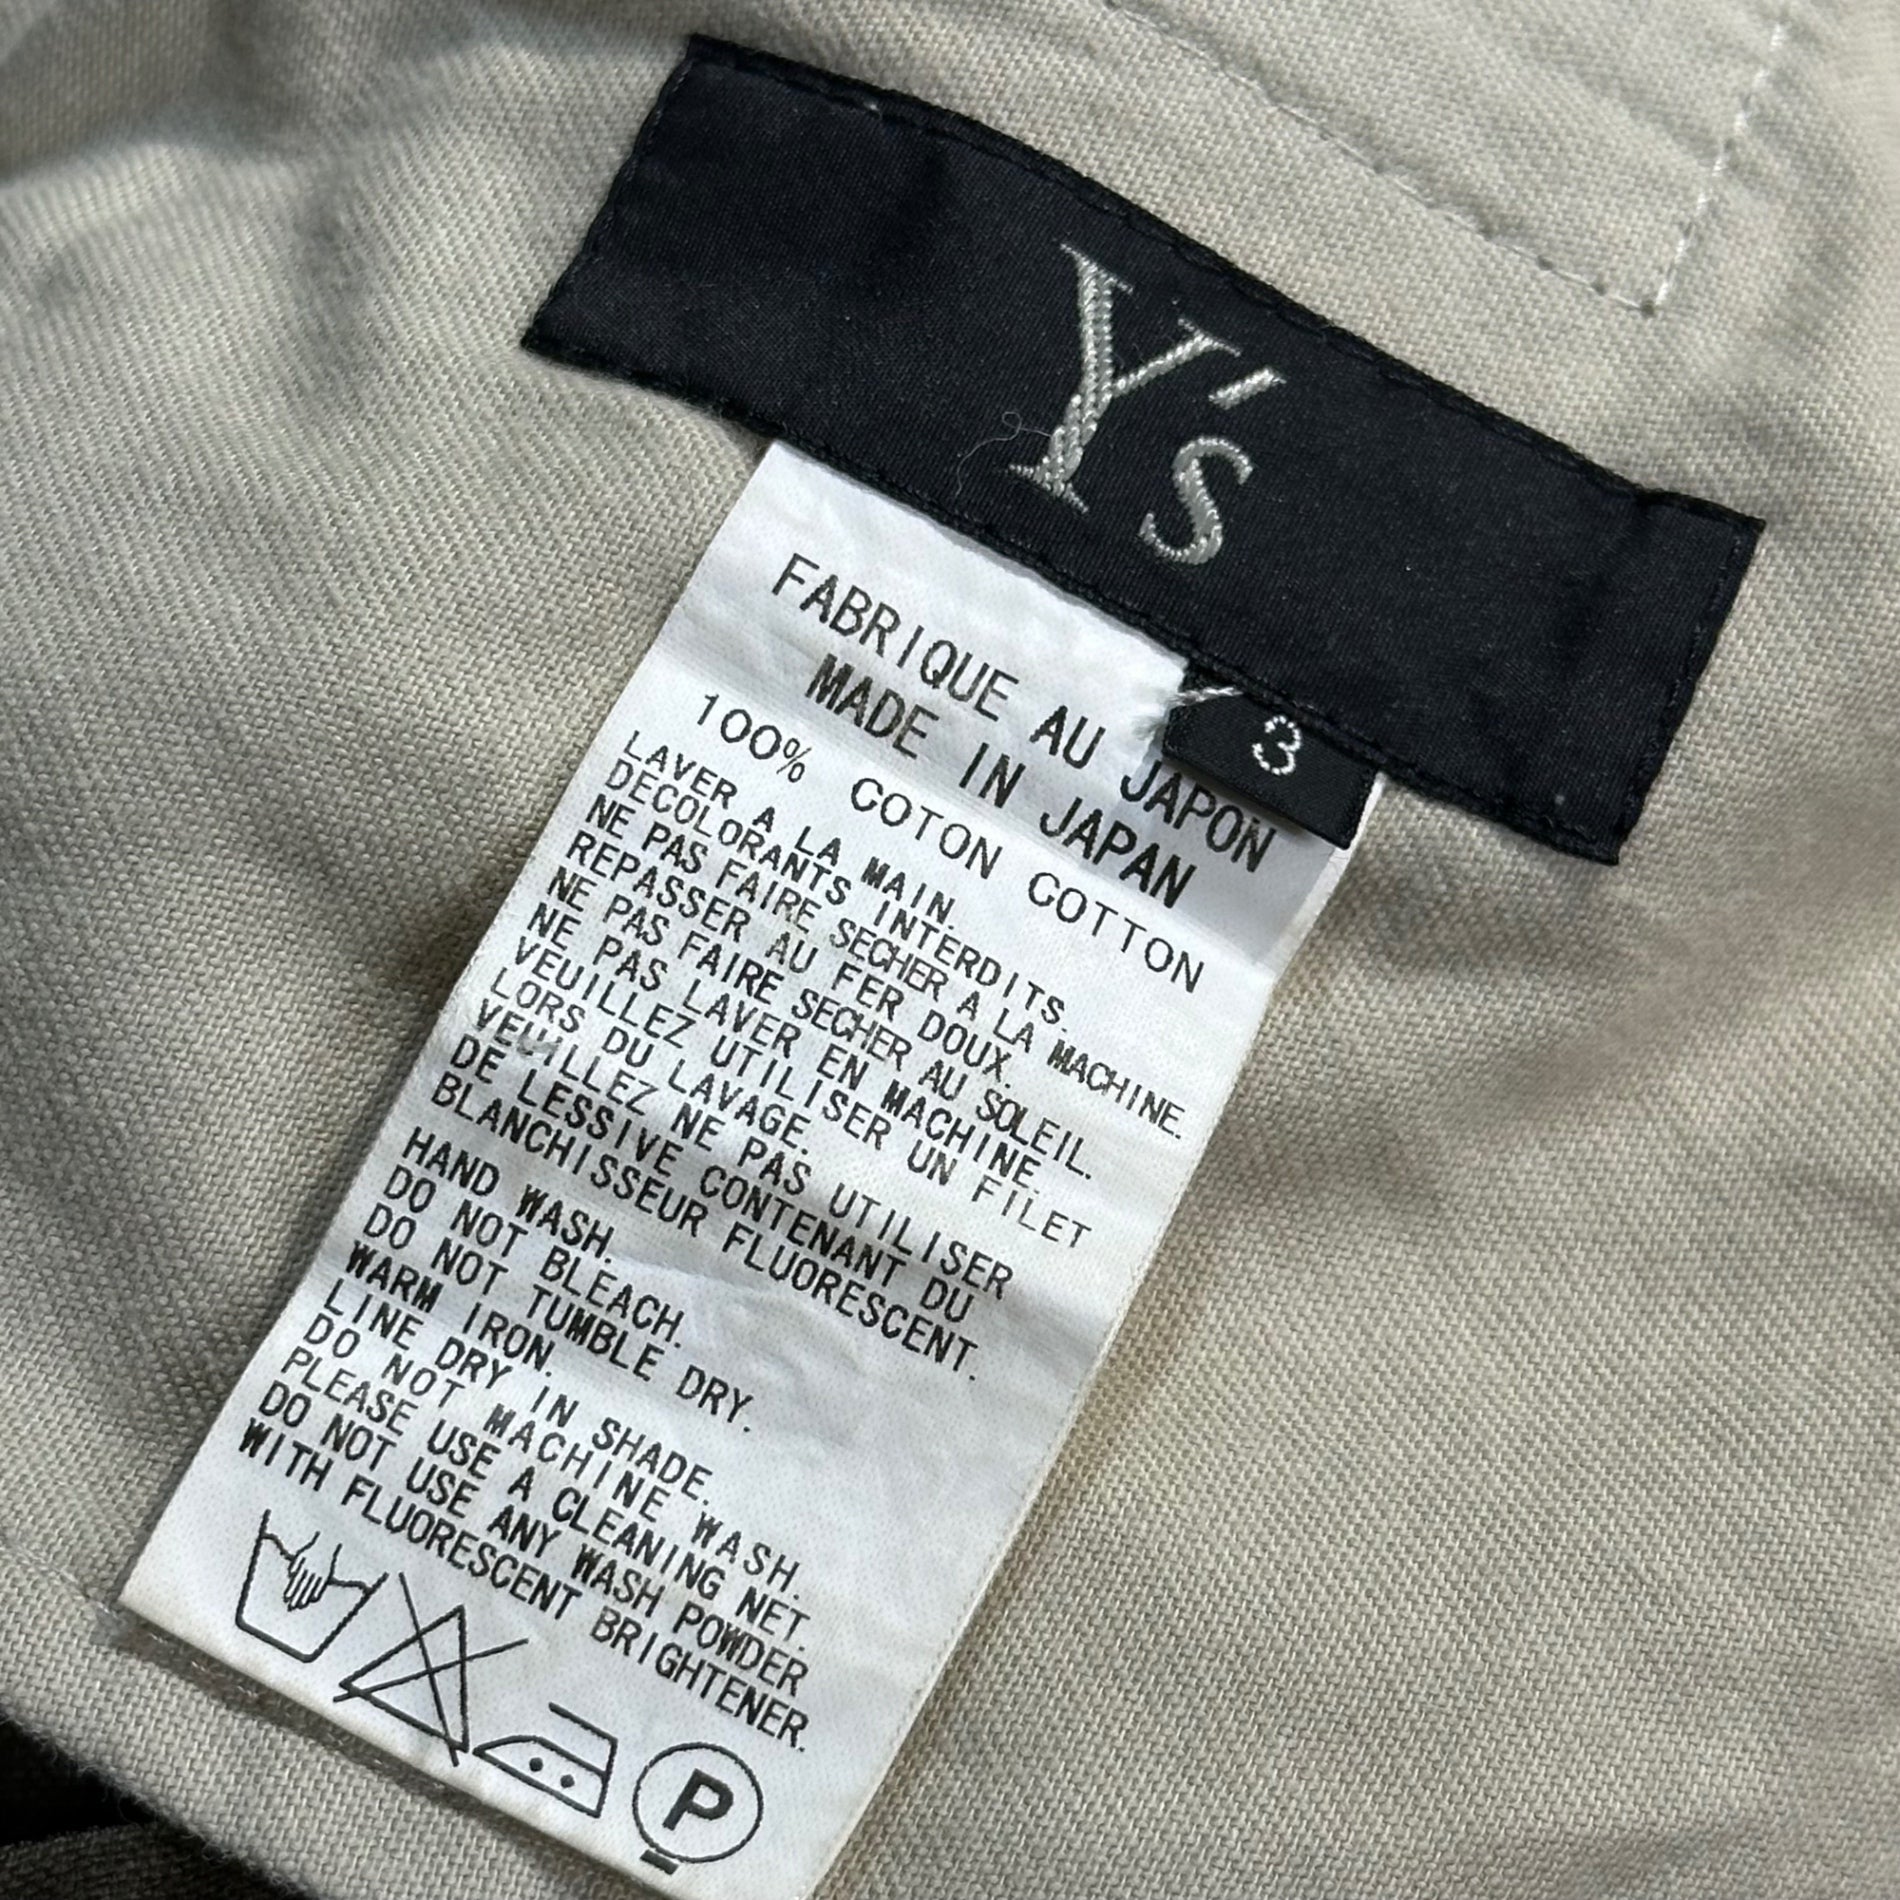 Y's
3
FABRIQUE AU JAPON
MADE IN JAPAN
100% COTON COTTON
LAVER A LA MAIN.
DECOLORANTS INTERDITS.
NE PAS FAIRE SECHER A LA MACHINE.
REPASSER AU FER DOUX.
NE PAS FAIRE SECHER AU SOLEIL.
NE PAS LAVER EN MACHINE.
VEUILLEZ UTILISER UN FILET
LORS DU LAVAGE.
VEUILLEZ NE PAS UTILISER
DE LESSIVE CONTENANT DU
BLANCHISSEUR FLUORESCENT.
HAND WASH.
DO NOT BLEACH.
DO NOT TUMBLE DRY.
WARM IRON.
LINE DRY IN SHADE.
DO NOT MACHINE WASH.
PLEASE USE A CLEANING NET.
DO NOT USE ANY WASH POWDER
WITH FLUORESCENT BRIGHTENER.
P